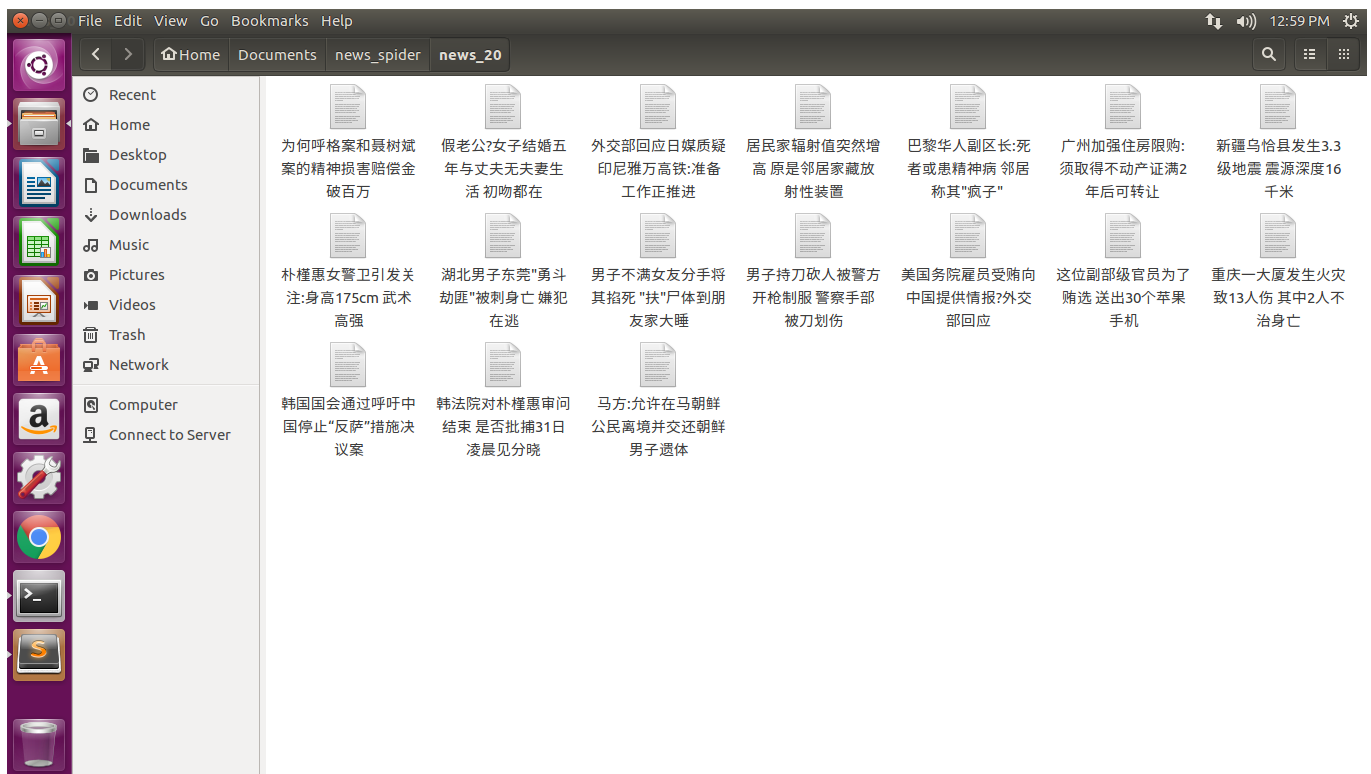 File Edit View Go Bookmarks Help
12:59 PM
Home Documents news_spider news_20
Recent
Home
Desktop
Documents
Downloads
Music
Pictures
Videos
Trash
Network
Computer
Connect to Server
为何呼格案和聂树斌
案的精神损害赔偿金
破百万
假老公?女子结婚五
年与丈夫无夫妻生
活 初吻都在
外交部回应日媒质疑
印尼雅万高铁:准备
工作正推进
居民家辐射值突然增
高 原是邻居家藏放
射性装置
巴黎华人副区长:死
者或患精神病 邻居
称其"疯子"
广州加强住房限购:
须取得不动产证满2
年后可转让
新疆乌恰县发生3.3
级地震 震源深度16
千米
朴槿惠女警卫引发关
注:身高175cm 武术
高强
湖北男子东莞"勇斗
劫匪"被刺身亡 嫌犯
在逃
男子不满女友分手将
其掐死 "扶"尸体到朋
友家大睡
男子持刀砍人被警方
开枪制服 警察手部
被刀划伤
美国务院雇员受贿向
中国提供情报?外交
部回应
这位副部级官员为了
贿选 送出30个苹果
手机
重庆一大厦发生火灾
致13人伤 其中2人不
治身亡
韩国国会通过呼吁中
国停止“反萨”措施决
议案
韩法院对朴槿惠审问
结束 是否批捕31日
凌晨见分晓
马方:允许在马朝鲜
公民离境并交还朝鲜
男子遗体